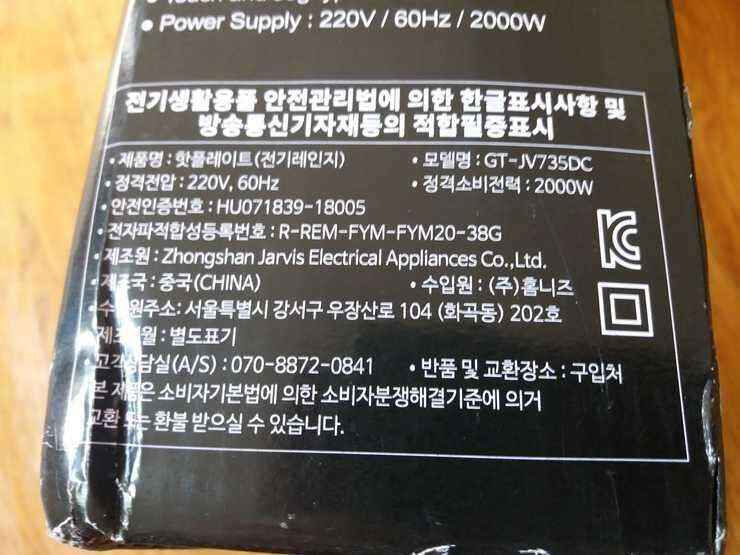 • Power Supply : 220V / 60Hz / 2000W
전기생활용품 안전관리법에 의한 한글표시사항 및
방송통신기자재등의 적합필증표시
• 제품명 : 핫플레이트(전기레인지) • 모델명 : GT-JV735DC
• 정격전압 : 220V, 60Hz • 정격소비전력 : 2000W
• 안전인증번호 : HU071839-18005
• 전자파적합성등록번호 : R-REM-FYM-FYM20-38G
• 제조원 : Zhongshan Jarvis Electrical Appliances Co.,Ltd.
• 제조국 : 중국(CHINA) • 수입원 : (주)홈니즈
• 수입원주소: 서울특별시 강서구 우장산로 104 (화곡동) 202호
제조년월 : 별도표기
고객상담실(A/S) : 070-8872-0841 • 반품 및 교환장소 : 구입처
본 제품은 소비자기본법에 의한 소비자분쟁해결기준에 의거
교환 또는 환불 받으실 수 있습니다.